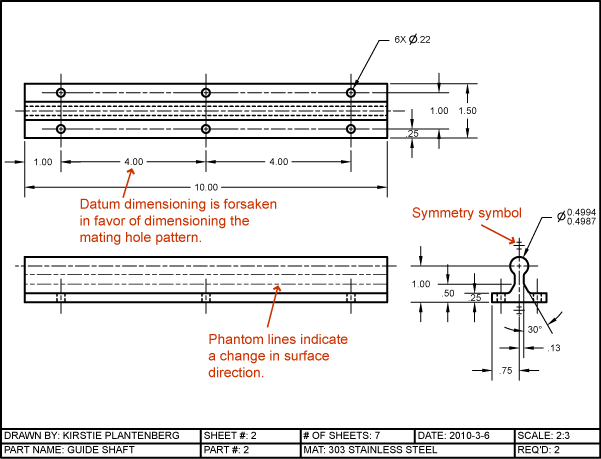 6X Ø.22
1.00
1.50
.25
1.00
4.00
4.00
10.00
Datum dimensioning is forsaken
in favor of dimensioning the
mating hole pattern.
Symmetry symbol
Ø 0.4994
0.4987
1.00
.50
.25
30°
.13
.75
Phantom lines indicate
a change in surface
direction.
DRAWN BY: KIRSTIE PLANTENBERG SHEET #: 2 # OF SHEETS: 7 DATE: 2010-3-6 SCALE: 2:3
PART NAME: GUIDE SHAFT PART #: 2 MAT: 303 STAINLESS STEEL REQ'D: 2